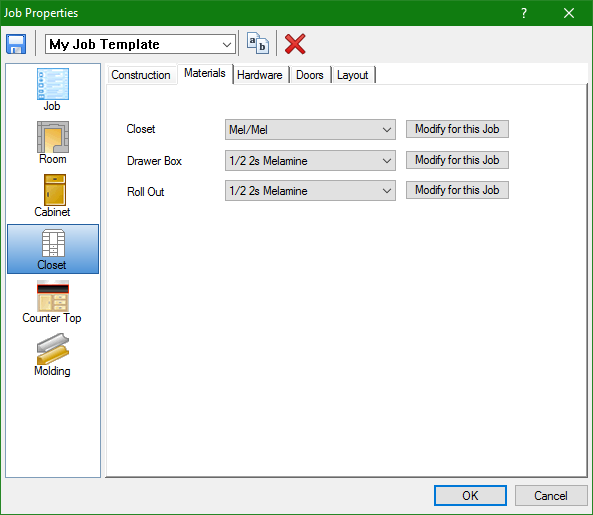 Job Properties ?
My Job Template a b
Job
Room
Cabinet
Closet
Counter Top
Molding
Construction Materials Hardware Doors Layout
Closet Mel/Mel Modify for this Job
Drawer Box 1/2 2s Melamine Modify for this Job
Roll Out 1/2 2s Melamine Modify for this Job
OK Cancel